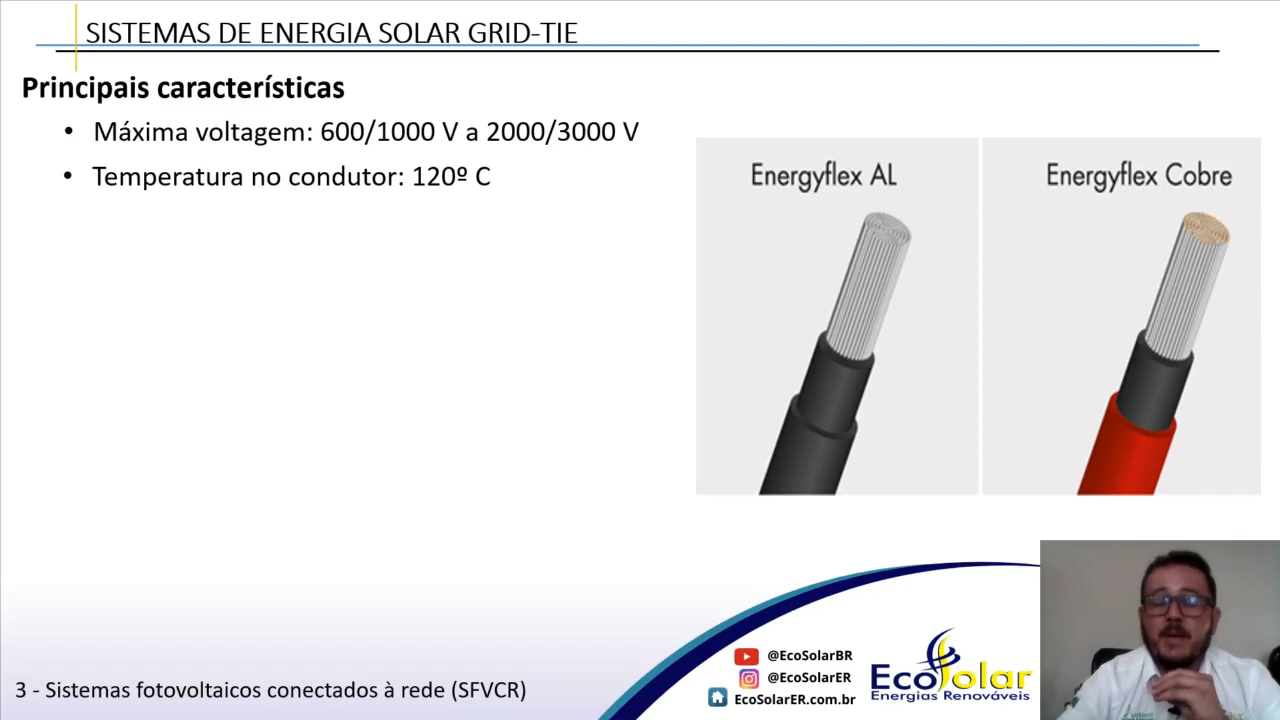 SISTEMAS DE ENERGIA SOLAR GRID-TIE
Principais características
• Máxima voltagem: 600/1000 V a 2000/3000 V
• Temperatura no condutor: 120º C
Energyflex AL
Energyflex Cobre
@EcoSolarBR
@EcoSolarER
EcoSolarER.com.br
EcoSolar
Energias Renováveis
3 - Sistemas fotovoltaicos conectados à rede (SFVCR)